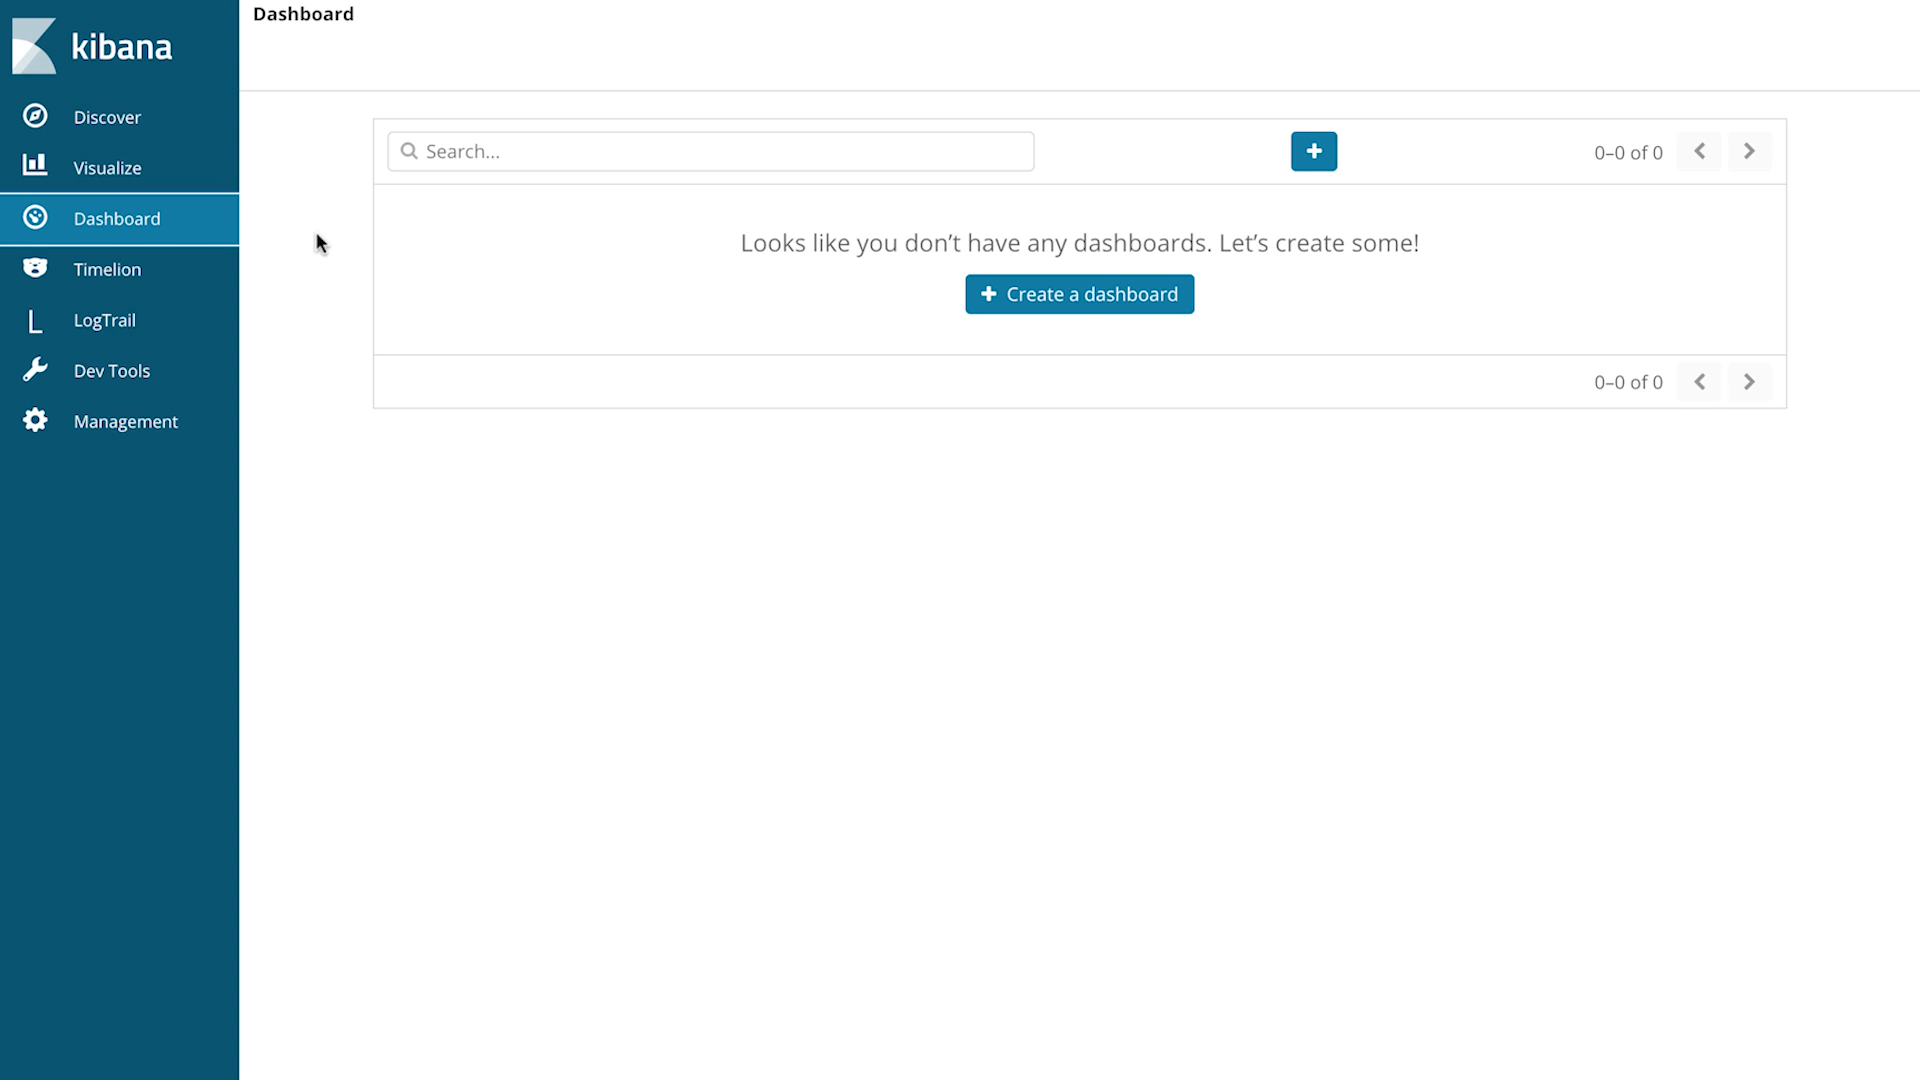 kibana
Discover
Visualize
Dashboard
Timelion
LogTrail
Dev Tools
Management
Dashboard
Search...
0–0 of 0
Looks like you don’t have any dashboards. Let’s create some!
Create a dashboard
0–0 of 0